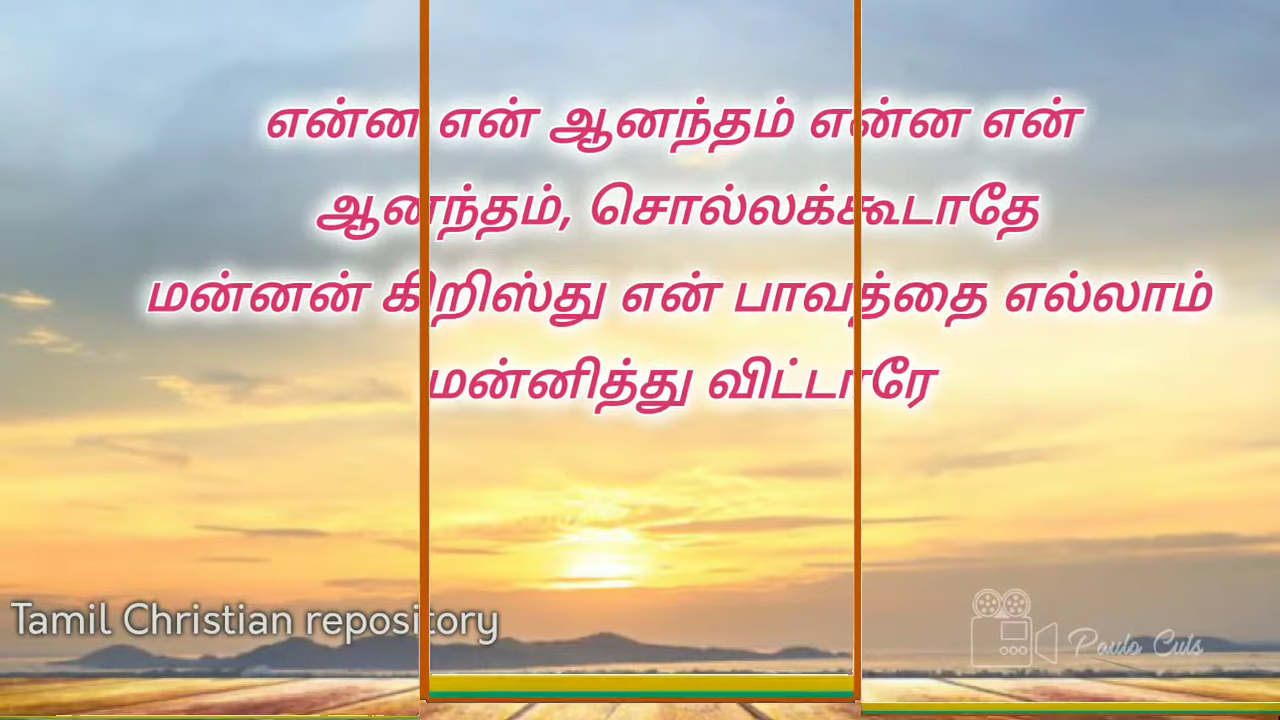 என்ன என் ஆனந்தம் என்ன என்
ஆனந்தம், சொல்லக்கூடாதே
மன்னன் கிறிஸ்து என் பாவத்தை எல்லாம்
மன்னித்து விட்டாரே
Tamil Christian repository
Paulo Cuts